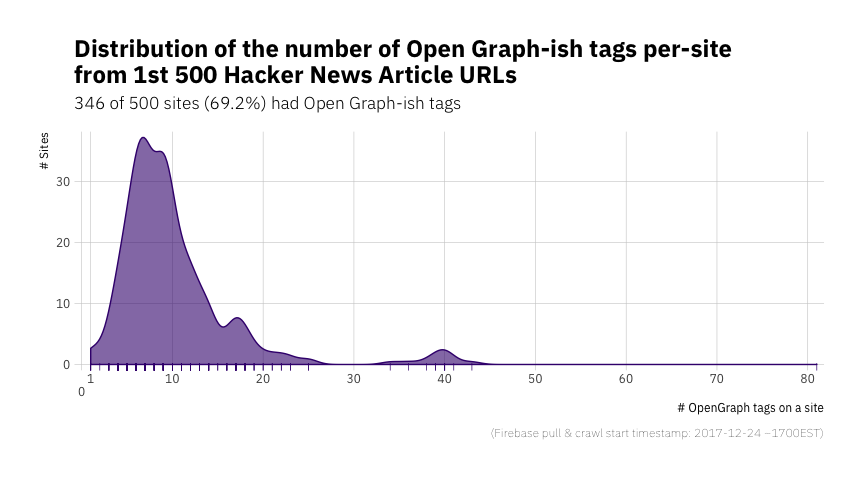 Distribution of the number of Open Graph-ish tags per-site
from 1st 500 Hacker News Article URLs
346 of 500 sites (69.2%) had Open Graph-ish tags
# Sites
30
20
10
0
1 10 20 30 40 50 60 70 80
0
# OpenGraph tags on a site
(Firebase pull & crawl start timestamp: 2017-12-24 ~1700EST)